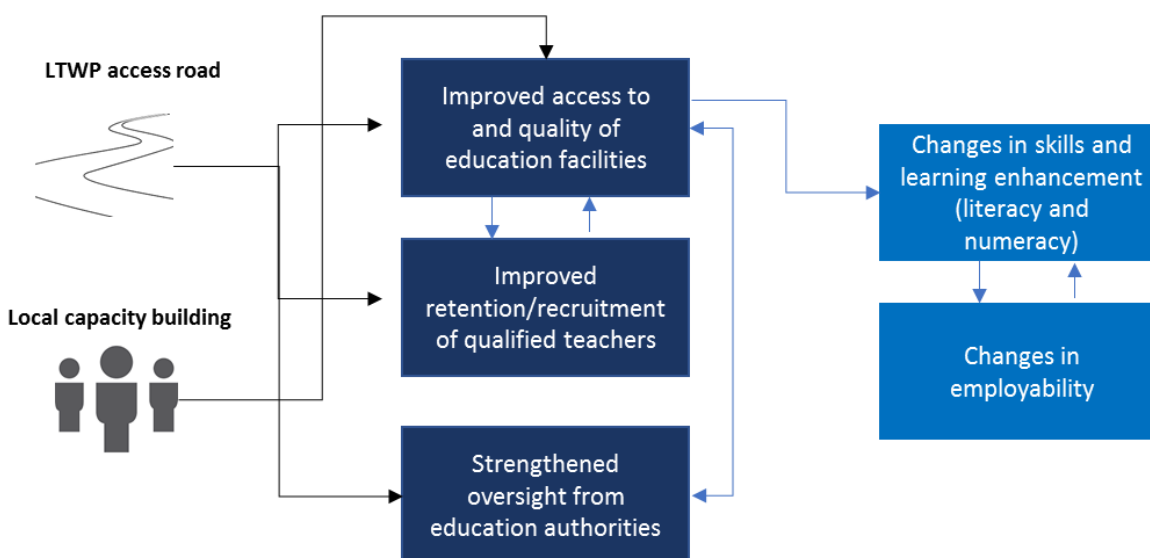 LTWP access road
Local capacity building
Improved access to
and quality of
education facilities
Improved
retention/recruitment
of qualified teachers
Strengthened
oversight from
education authorities
Changes in skills and
learning enhancement
(literacy and
numeracy)
Changes in
employability